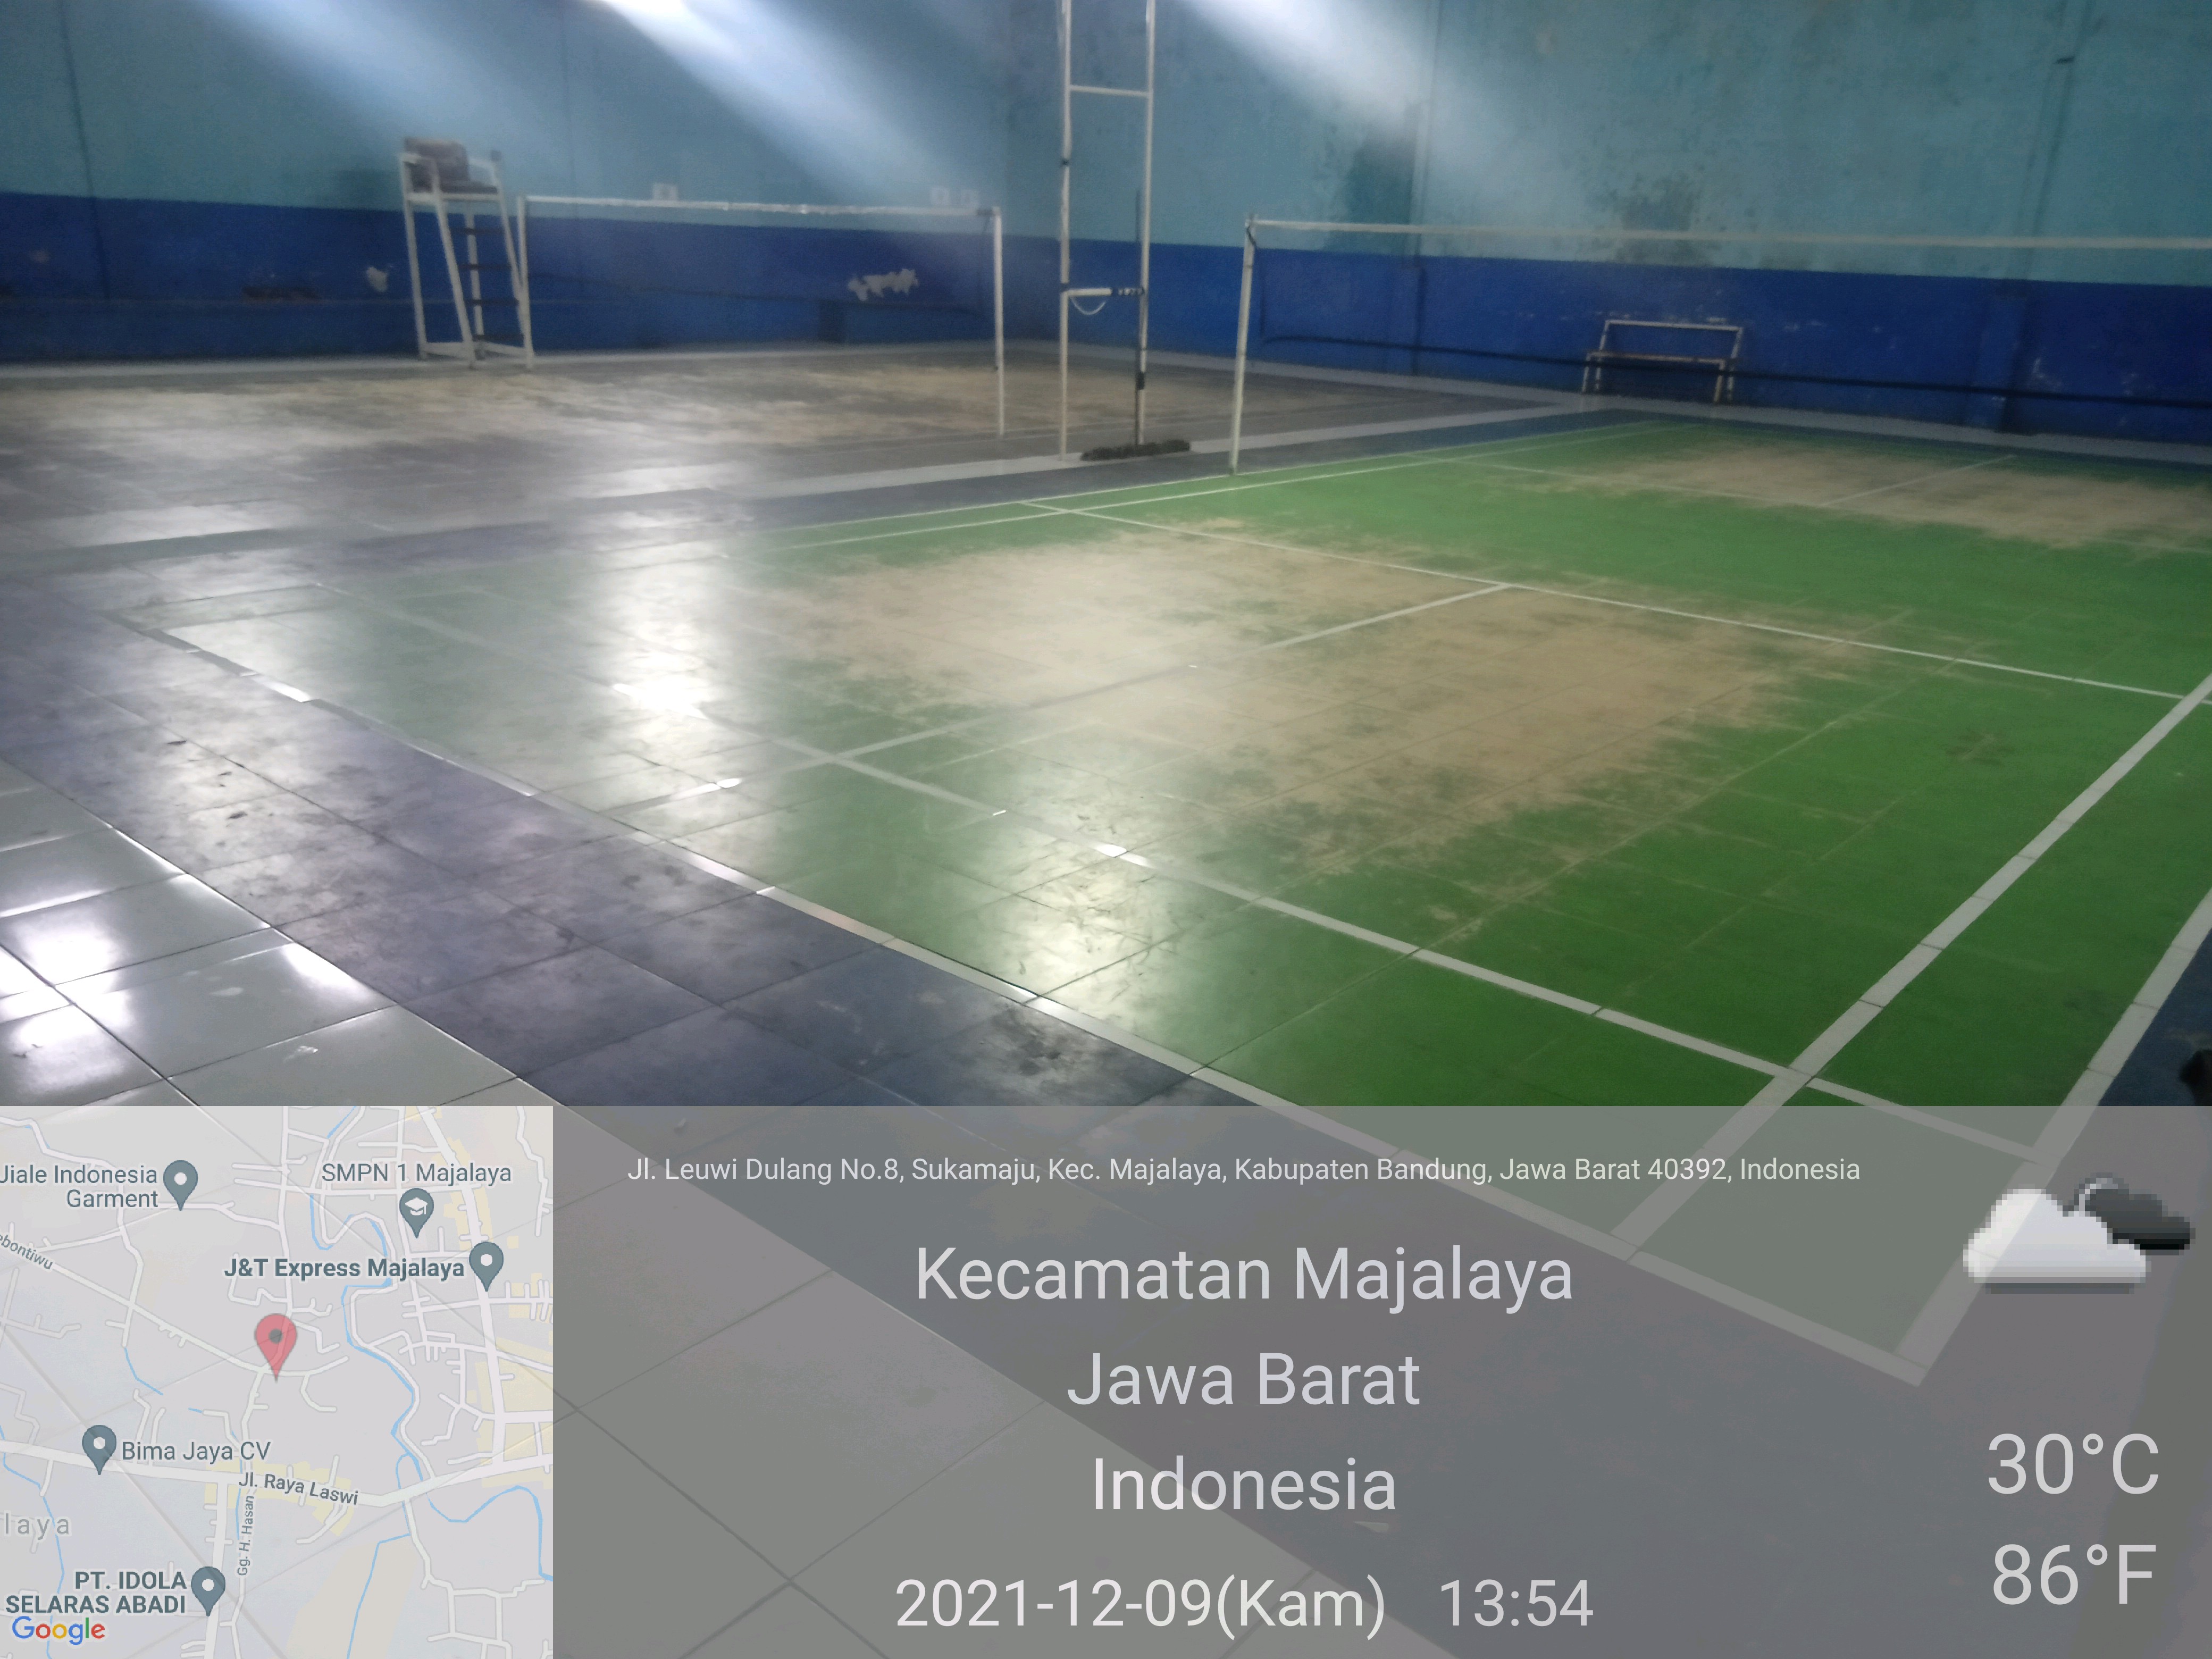 Jl. Leuwi Dulang No.8, Sukamaju, Kec. Majalaya, Kabupaten Bandung, Jawa Barat 40392, Indonesia
Kecamatan Majalaya
Jawa Barat
Indonesia
2021-12-09(Kam) 13:54
30°C
86°F
Jiale Indonesia
Garment
SMPN 1 Majalaya
ebontiwu
J&T Express Majalaya
Bima Jaya CV
Jl. Raya Laswi
Gg. H. Hasan
laya
PT. IDOLA
SELARAS ABADI
Google